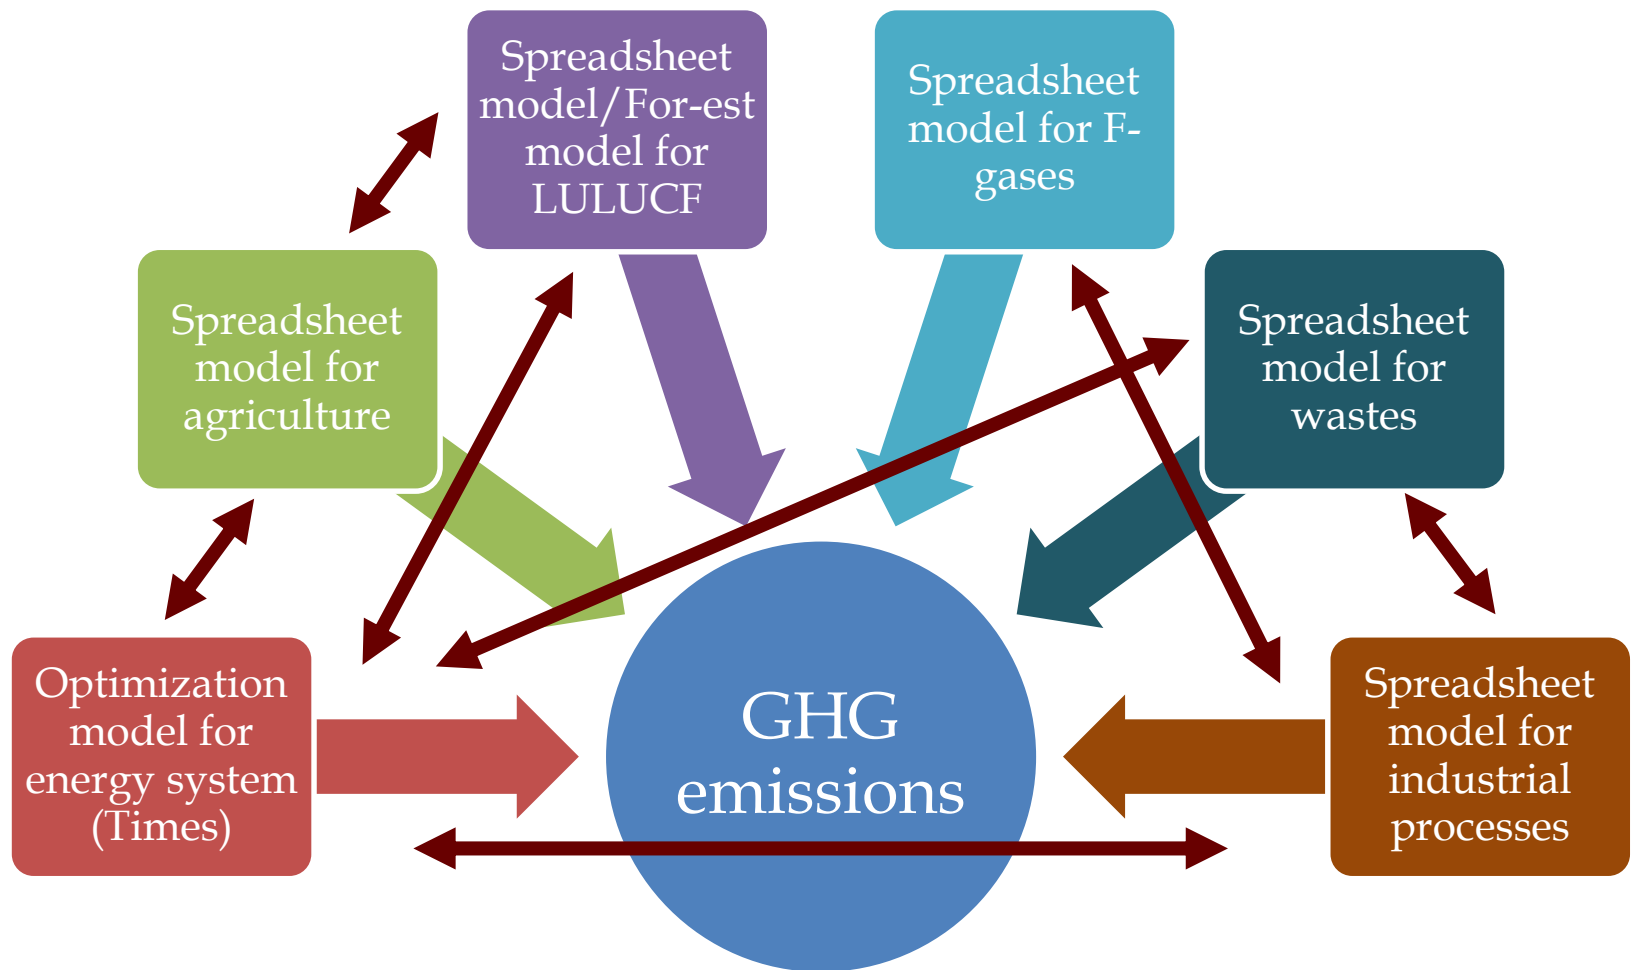 Spreadsheet
model/For-est
model for
LULUCF
Spreadsheet
model for F-
gases
Spreadsheet
model for
agriculture
Spreadsheet
model for
wastes
Optimization
model for
energy system
(Times)
GHG
emissions
Spreadsheet
model for
industrial
processes